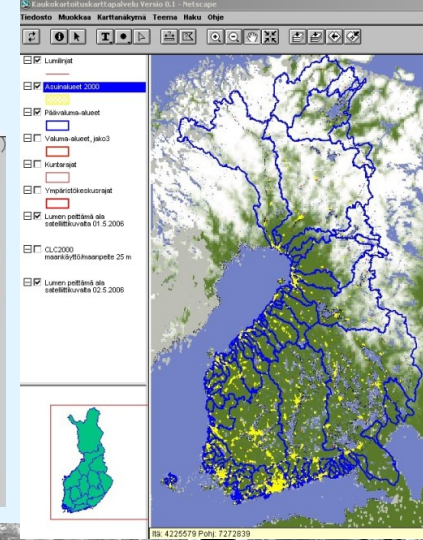 Kaukokartoituskarttapalvelu Versio 0.1 - Netscape
Tiedosto Muokkaa Karttanäkymä Teema Haku Ohje
Lumilinjat
Asuinalueet 2000
Päävaluma-alueet
Valuma-alueet, jako3
Kuntarajat
Ympäristökeskusrajat
Lumen peittämä ala
satelliittikuvalta 01.5.2006
CLC2000
maankäyttö/maanpeite 25 m
Lumen peittämä ala
satelliittikuvalta 02.5.2006
Itä: 4225579 Pohj: 7272839